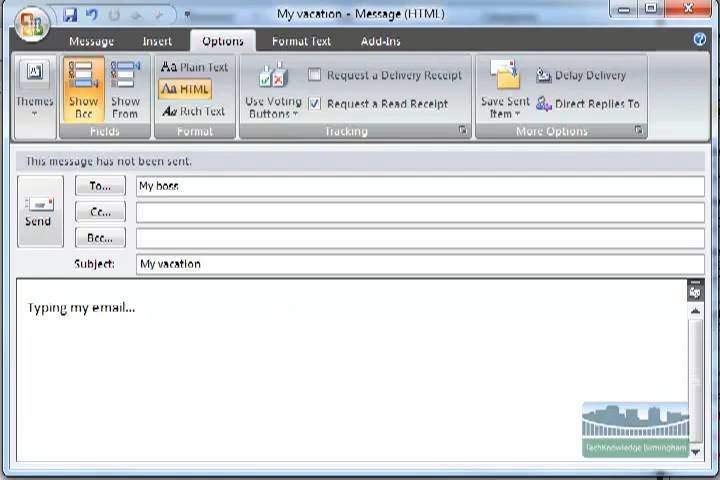 My vacation - Message (HTML)
Message Insert Options Format Text Add-Ins
Themes
Show Bcc
Show From
Fields
Aa Plain Text
Aa HTML
Aa Rich Text
Format
Use Voting Buttons
Request a Delivery Receipt
Request a Read Receipt
Tracking
Save Sent Item
Delay Delivery
Direct Replies To
More Options
This message has not been sent.
Send
To... My boss
Cc...
Bcc...
Subject: My vacation
Typing my email...
TechKnowledge Birmingham